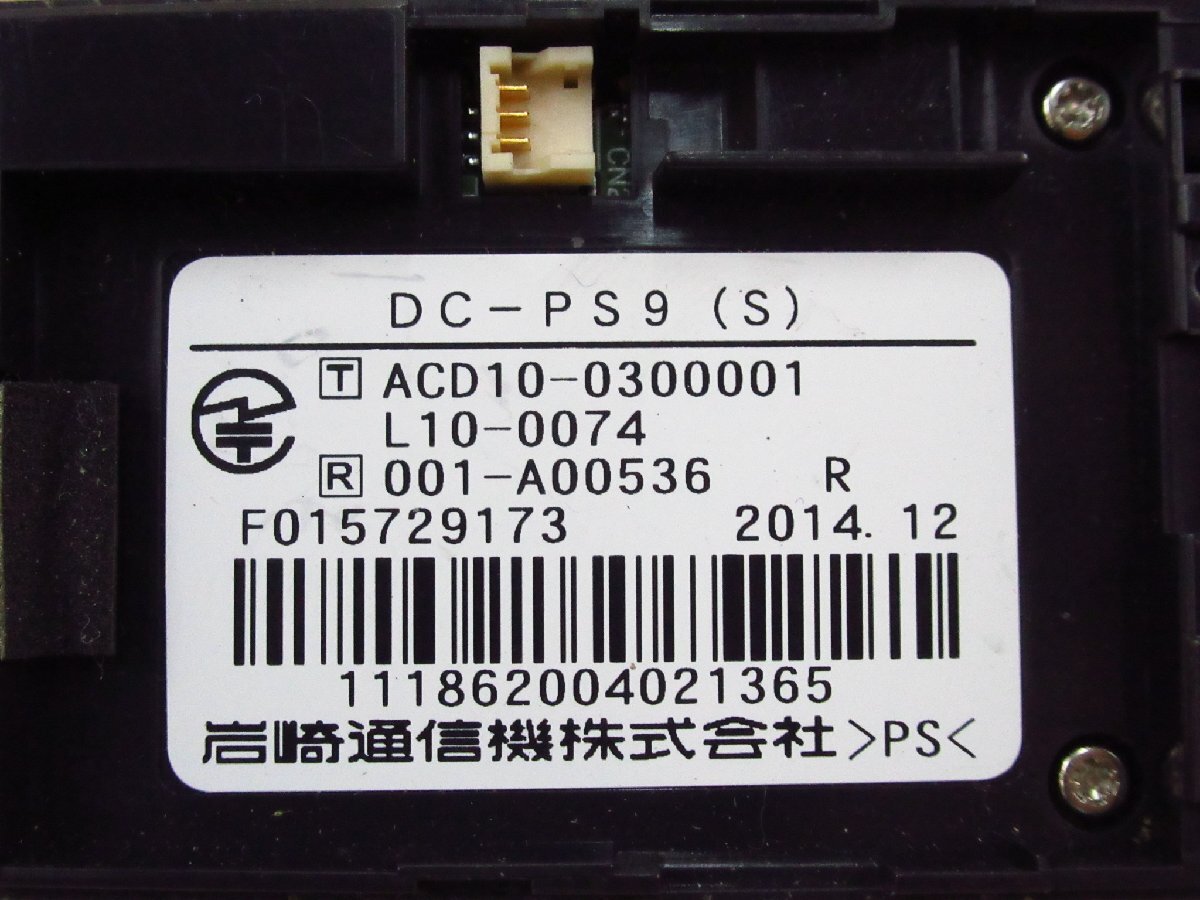 DC-PS9 (S)
T ACD10-0300001
L10-0074
R 001-A00536 R
F015729173 2014.12
111862004021365
岩崎通信機株式会社 >PS<